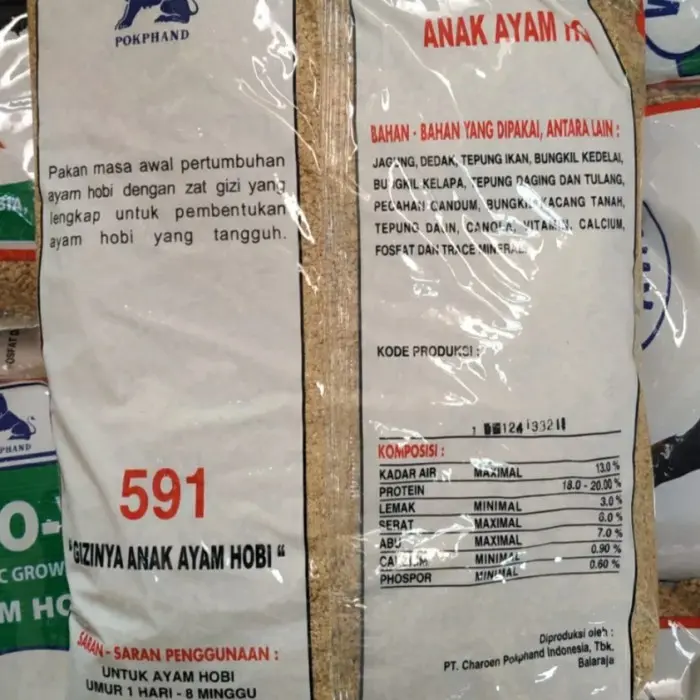 POKPHAND
Pakan masa awal pertumbuhan
ayam hobi dengan zat gizi yang
lengkap untuk pembentukan
ayam hobi yang tangguh.
591
"GIZINYA ANAK AYAM HOBI"
SARAN - SARAN PENGGUNAAN :
UNTUK AYAM HOBI
UMUR 1 HARI - 8 MINGGU
ANAK AYAM
BAHAN - BAHAN YANG DIPAKAI, ANTARA LAIN :
JAGUNG, DEDAK, TEPUNG IKAN, BUNGKIL KEDELAI,
BUNGKIL KELAPA, TEPUNG DAGING DAN TULANG,
PECAHAN GANDUM, BUNGKIL KACANG TANAH,
TEPUNG DAUN, CANOLA, VITAMIN, CALCIUM,
FOSFAT DAN TRACE MINERAL.
KODE PRODUKSI :
KOMPOSISI :
KADAR AIR MAXIMAL 13.0 %
PROTEIN 18.0 - 20.00 %
LEMAK MINIMAL 3.0 %
SERAT MAXIMAL 6.0 %
ABU MAXIMAL 7.0 %
CALCIUM MINIMAL 0.90 %
PHOSPOR MINIMAL 0.60 %
Diproduksi oleh :
PT. Charoen Pokphand Indonesia, Tbk.
Balaraja
PHAND
C GROW